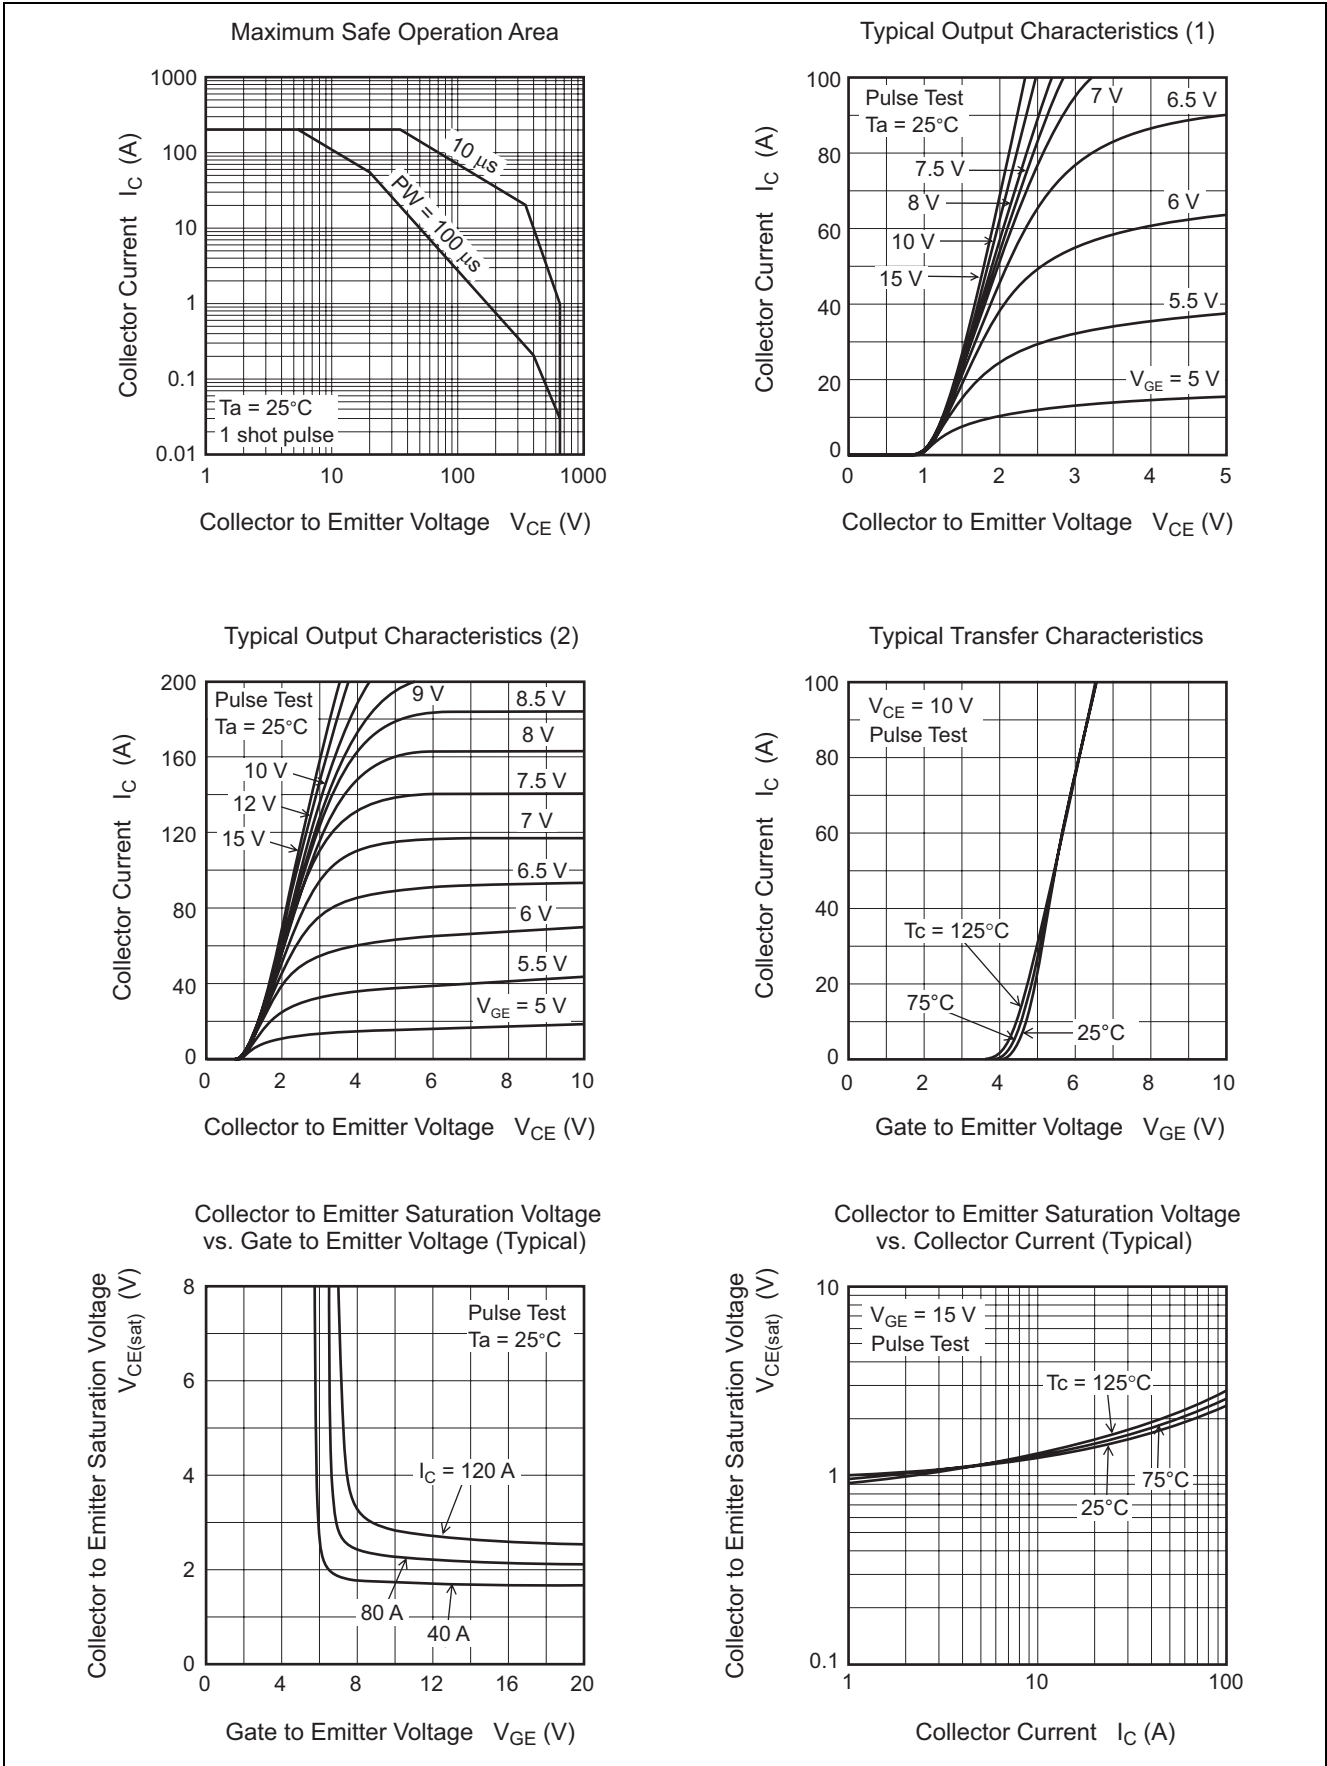 Maximum Safe Operation Area
Collector Current I_C (A)
1000
100
10
1
0.1
0.01
10 μs
PW = 100 μs
Ta = 25°C
1 shot pulse
1 10 100 1000
Collector to Emitter Voltage V_CE (V)
Typical Output Characteristics (1)
Collector Current I_C (A)
100
80
60
40
20
0
Pulse Test
Ta = 25°C
7 V
6.5 V
7.5 V
8 V
6 V
10 V
15 V
5.5 V
V_GE = 5 V
0 1 2 3 4 5
Collector to Emitter Voltage V_CE (V)
Typical Output Characteristics (2)
Collector Current I_C (A)
200
160
120
80
40
0
Pulse Test
Ta = 25°C
9 V
8.5 V
8 V
10 V
7.5 V
12 V
7 V
15 V
6.5 V
6 V
5.5 V
V_GE = 5 V
0 2 4 6 8 10
Collector to Emitter Voltage V_CE (V)
Typical Transfer Characteristics
Collector Current I_C (A)
100
80
60
40
20
0
V_CE = 10 V
Pulse Test
Tc = 125°C
75°C
25°C
0 2 4 6 8 10
Gate to Emitter Voltage V_GE (V)
Collector to Emitter Saturation Voltage
vs. Gate to Emitter Voltage (Typical)
Collector to Emitter Saturation Voltage
V_CE(sat) (V)
8
6
4
2
0
Pulse Test
Ta = 25°C
I_C = 120 A
80 A
40 A
0 4 8 12 16 20
Gate to Emitter Voltage V_GE (V)
Collector to Emitter Saturation Voltage
vs. Collector Current (Typical)
Collector to Emitter Saturation Voltage
V_CE(sat) (V)
10
1
0.1
V_GE = 15 V
Pulse Test
Tc = 125°C
75°C
25°C
1 10 100
Collector Current I_C (A)